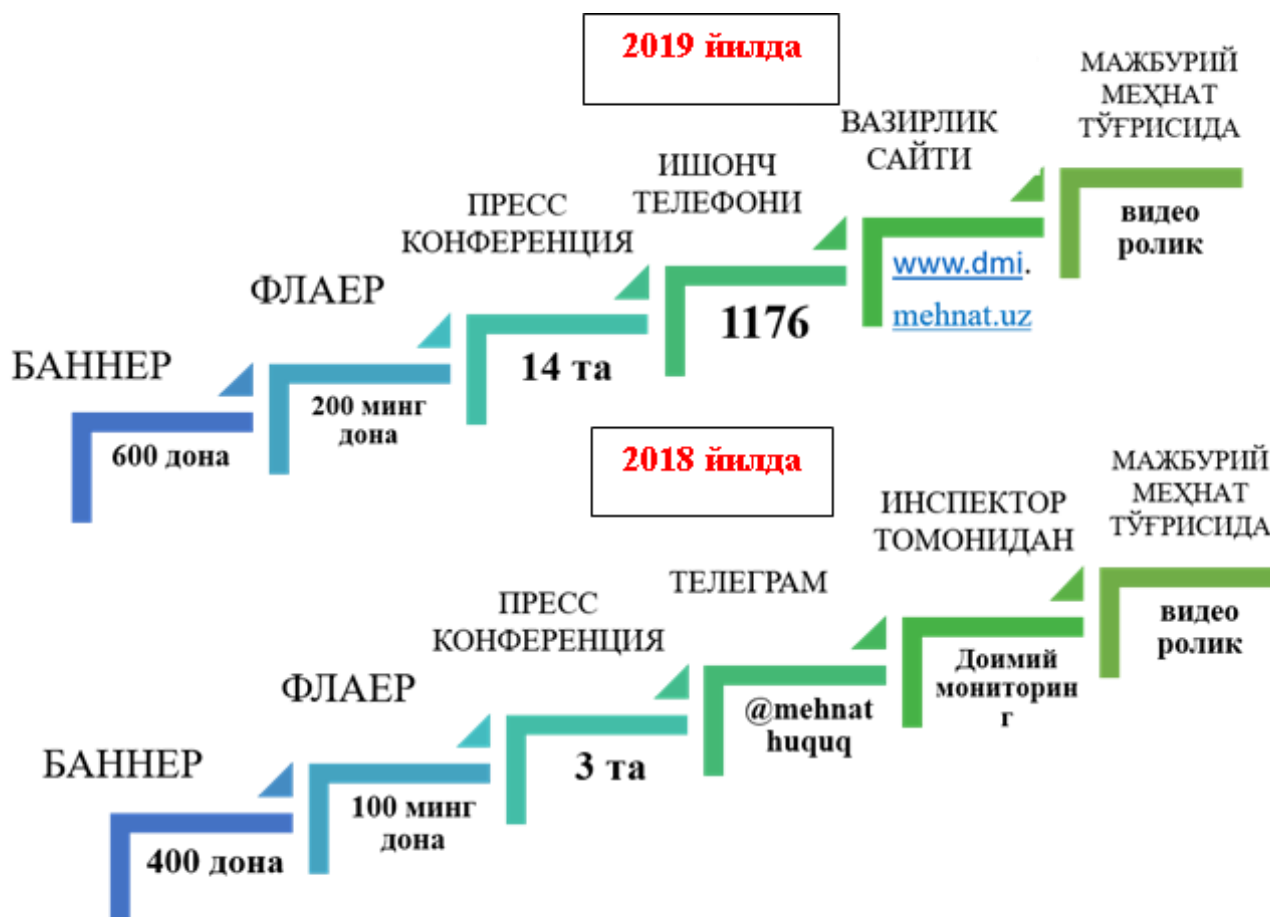 2019 йилда
БАННЕР
600 дона
ФЛАЕР
200 минг
дона
ПРЕСС
КОНФЕРЕНЦИЯ
14 та
ИШОНЧ
ТЕЛЕФОНИ
1176
ВАЗИРЛИК
САЙТИ
www.dmi.
mehnat.uz
МАЖБУРИЙ
МЕҲНАТ
ТЎҒРИСИДА
видео
ролик
2018 йилда
БАННЕР
400 дона
ФЛАЕР
100 минг
дона
ПРЕСС
КОНФЕРЕНЦИЯ
3 та
ТЕЛЕГРАМ
@mehnat
huquq
ИНСПЕКТОР
ТОМОНИДАН
Доимий
мониторин
г
МАЖБУРИЙ
МЕҲНАТ
ТЎҒРИСИДА
видео
ролик